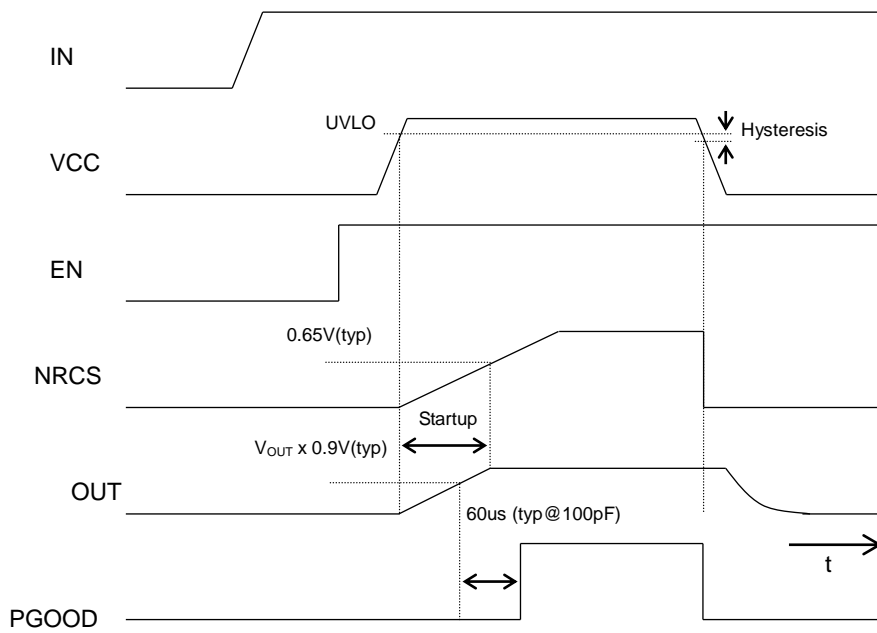 IN
UVLO
Hysteresis
VCC
EN
0.65V(typ)
NRCS
Startup
VOUT x 0.9V(typ)
OUT
60us (typ@100pF)
t
PGOOD